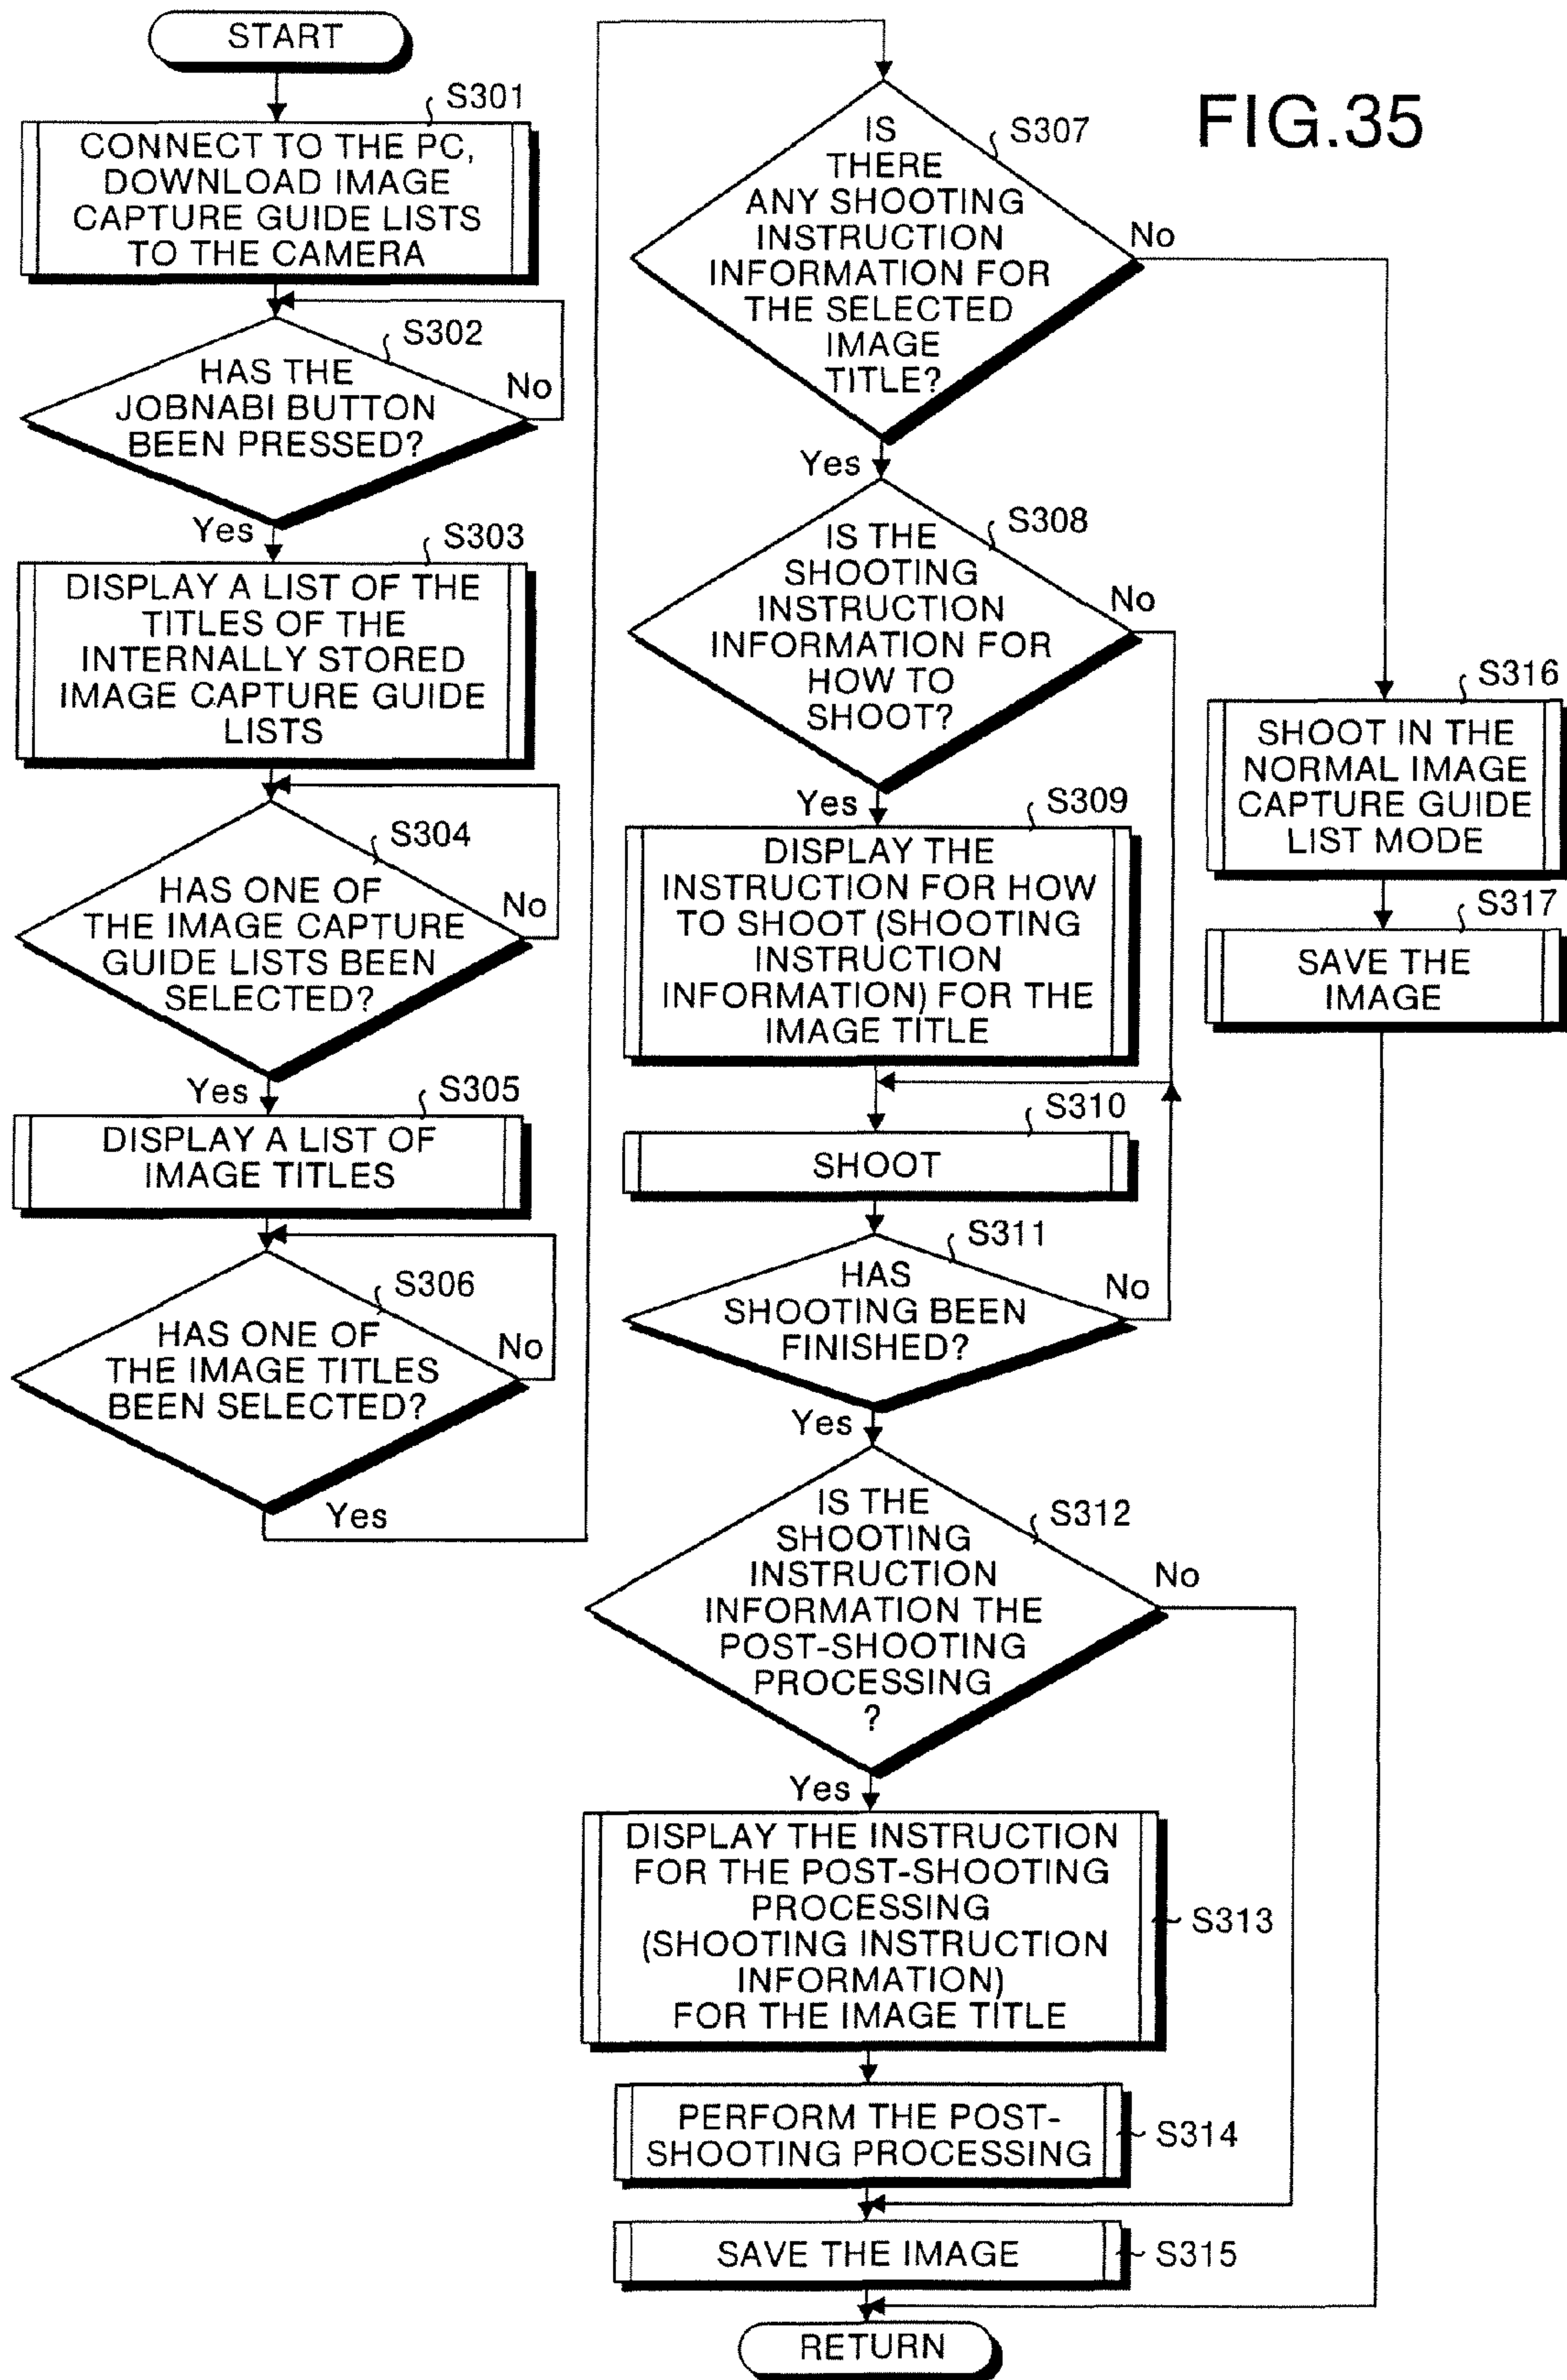 FIG.35
START
S301
CONNECT TO THE PC,
DOWNLOAD IMAGE
CAPTURE GUIDE LISTS
TO THE CAMERA
S302
HAS THE
JOBNABI BUTTON
BEEN PRESSED?
No
Yes
S303
DISPLAY A LIST OF THE
TITLES OF THE
INTERNALLY STORED
IMAGE CAPTURE GUIDE
LISTS
S304
HAS ONE OF
THE IMAGE CAPTURE
GUIDE LISTS BEEN
SELECTED?
No
Yes
S305
DISPLAY A LIST OF
IMAGE TITLES
S306
HAS ONE OF
THE IMAGE TITLES
BEEN SELECTED?
No
Yes
S307
IS
THERE
ANY SHOOTING
INSTRUCTION
INFORMATION FOR
THE SELECTED
IMAGE
TITLE?
No
Yes
S308
IS THE
SHOOTING
INSTRUCTION
INFORMATION FOR
HOW TO
SHOOT?
No
Yes
S309
DISPLAY THE
INSTRUCTION FOR HOW
TO SHOOT (SHOOTING
INSTRUCTION
INFORMATION) FOR THE
IMAGE TITLE
S310
SHOOT
S311
HAS
SHOOTING BEEN
FINISHED?
No
Yes
S312
IS THE
SHOOTING
INSTRUCTION
INFORMATION THE
POST-SHOOTING
PROCESSING
?
No
Yes
DISPLAY THE INSTRUCTION
FOR THE POST-SHOOTING
PROCESSING
(SHOOTING INSTRUCTION
INFORMATION)
FOR THE IMAGE TITLE
S313
PERFORM THE POST-
SHOOTING PROCESSING
S314
SAVE THE IMAGE
S315
RETURN
S316
SHOOT IN THE
NORMAL IMAGE
CAPTURE GUIDE
LIST MODE
S317
SAVE THE
IMAGE